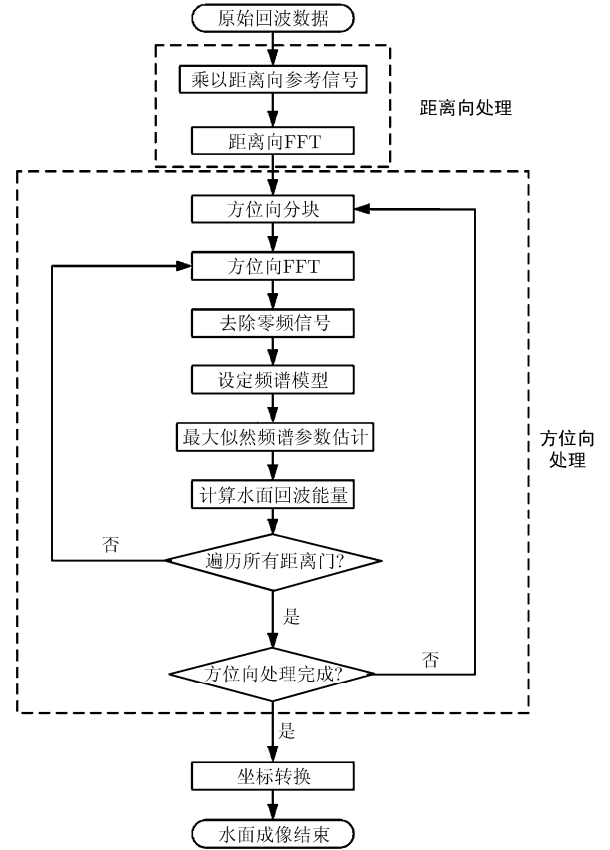 原始回波数据
乘以距离向参考信号
距离向处理
距离向FFT
方位向分块
方位向FFT
去除零频信号
设定频谱模型
最大似然频谱参数估计
方位向
处理
计算水面回波能量
否
遍历所有距离门?
是
方位向处理完成?
否
是
坐标转换
水面成像结束